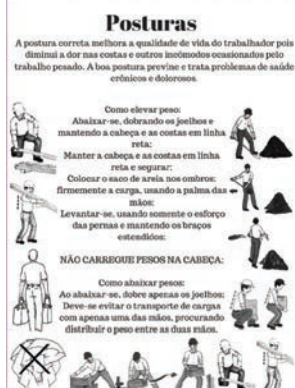 Posturas
A postura correta melhora a qualidade de vida do trabalhador pois
diminui a dor nas costas e outros incômodos ocasionados pelo
trabalho pesado. A boa postura previne e trata problemas de saúde
crônicos e dolorosos.
Como elevar peso:
Abaixar-se, dobrando os joelhos e
mantendo a cabeça e as costas em linha
reta;
Manter a cabeça e as costas em linha
reta e segurar;
Colocar o saco de areia nos ombros;
firmemente a carga, usando a palma das
mãos;
Levantar-se, usando somente o esforço
das pernas e mantendo os braços
estendidos;
NÃO CARREGUE PESOS NA CABEÇA;
Como abaixar pesos:
Ao abaixar-se, dobre apenas os joelhos;
Deve-se evitar o transporte de cargas
com apenas uma das mãos, procurando
distribuir o peso entre as duas mãos.